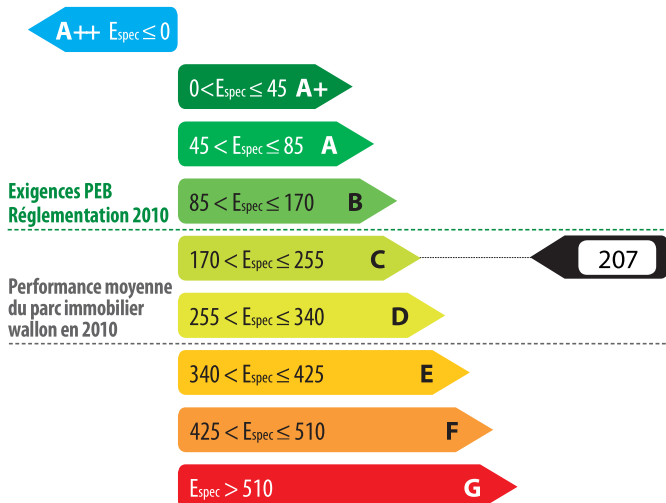 A++ Espec ≤ 0
0 < Espec ≤ 45 A+
45 < Espec ≤ 85 A
Exigences PEB
Réglementation 2010
85 < Espec ≤ 170 B
170 < Espec ≤ 255 C
207
Performance moyenne
du parc immobilier
wallon en 2010
255 < Espec ≤ 340 D
340 < Espec ≤ 425 E
425 < Espec ≤ 510 F
Espec > 510 G